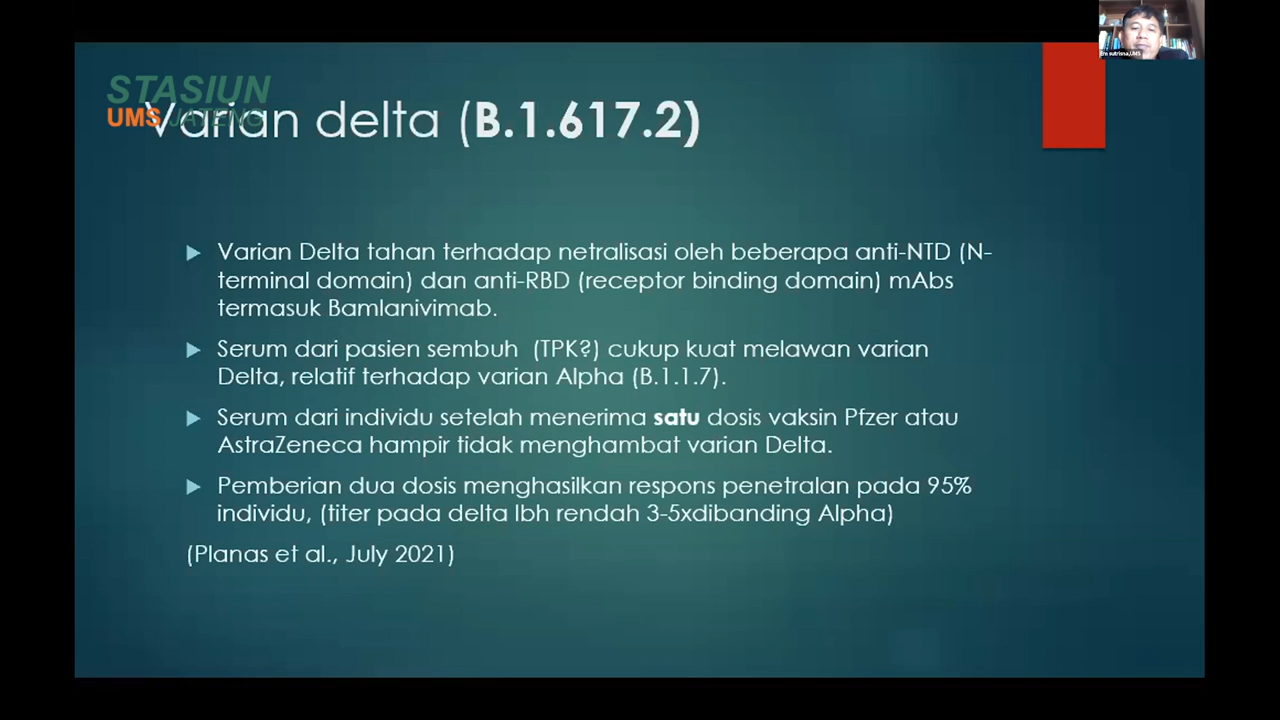 STASIUN
UMS JATENG
Varian delta (B.1.617.2)
Varian Delta tahan terhadap netralisasi oleh beberapa anti-NTD (N-
terminal domain) dan anti-RBD (receptor binding domain) mAbs
termasuk Bamlanivimab.
Serum dari pasien sembuh (TPK?) cukup kuat melawan varian
Delta, relatif terhadap varian Alpha (B.1.1.7).
Serum dari individu setelah menerima satu dosis vaksin Pfzer atau
AstraZeneca hampir tidak menghambat varian Delta.
Pemberian dua dosis menghasilkan respons penetralan pada 95%
individu, (titer pada delta lbh rendah 3-5xdibanding Alpha)
(Planas et al., July 2021)
Em sutrisna,UMS